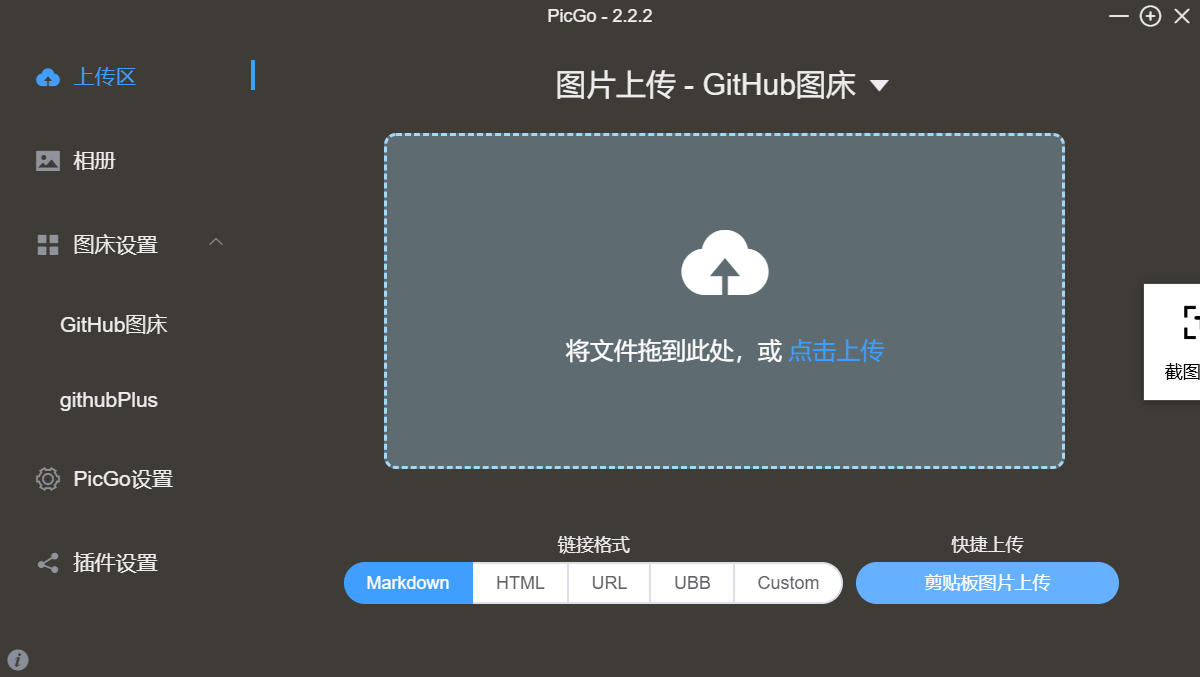 PicGo - 2.2.2
上传区
图片上传 - GitHub图床
相册
图床设置
GitHub图床
githubPlus
PicGo设置
插件设置
将文件拖到此处，或 点击上传
截图
链接格式
快捷上传
Markdown HTML URL UBB Custom
剪贴板图片上传